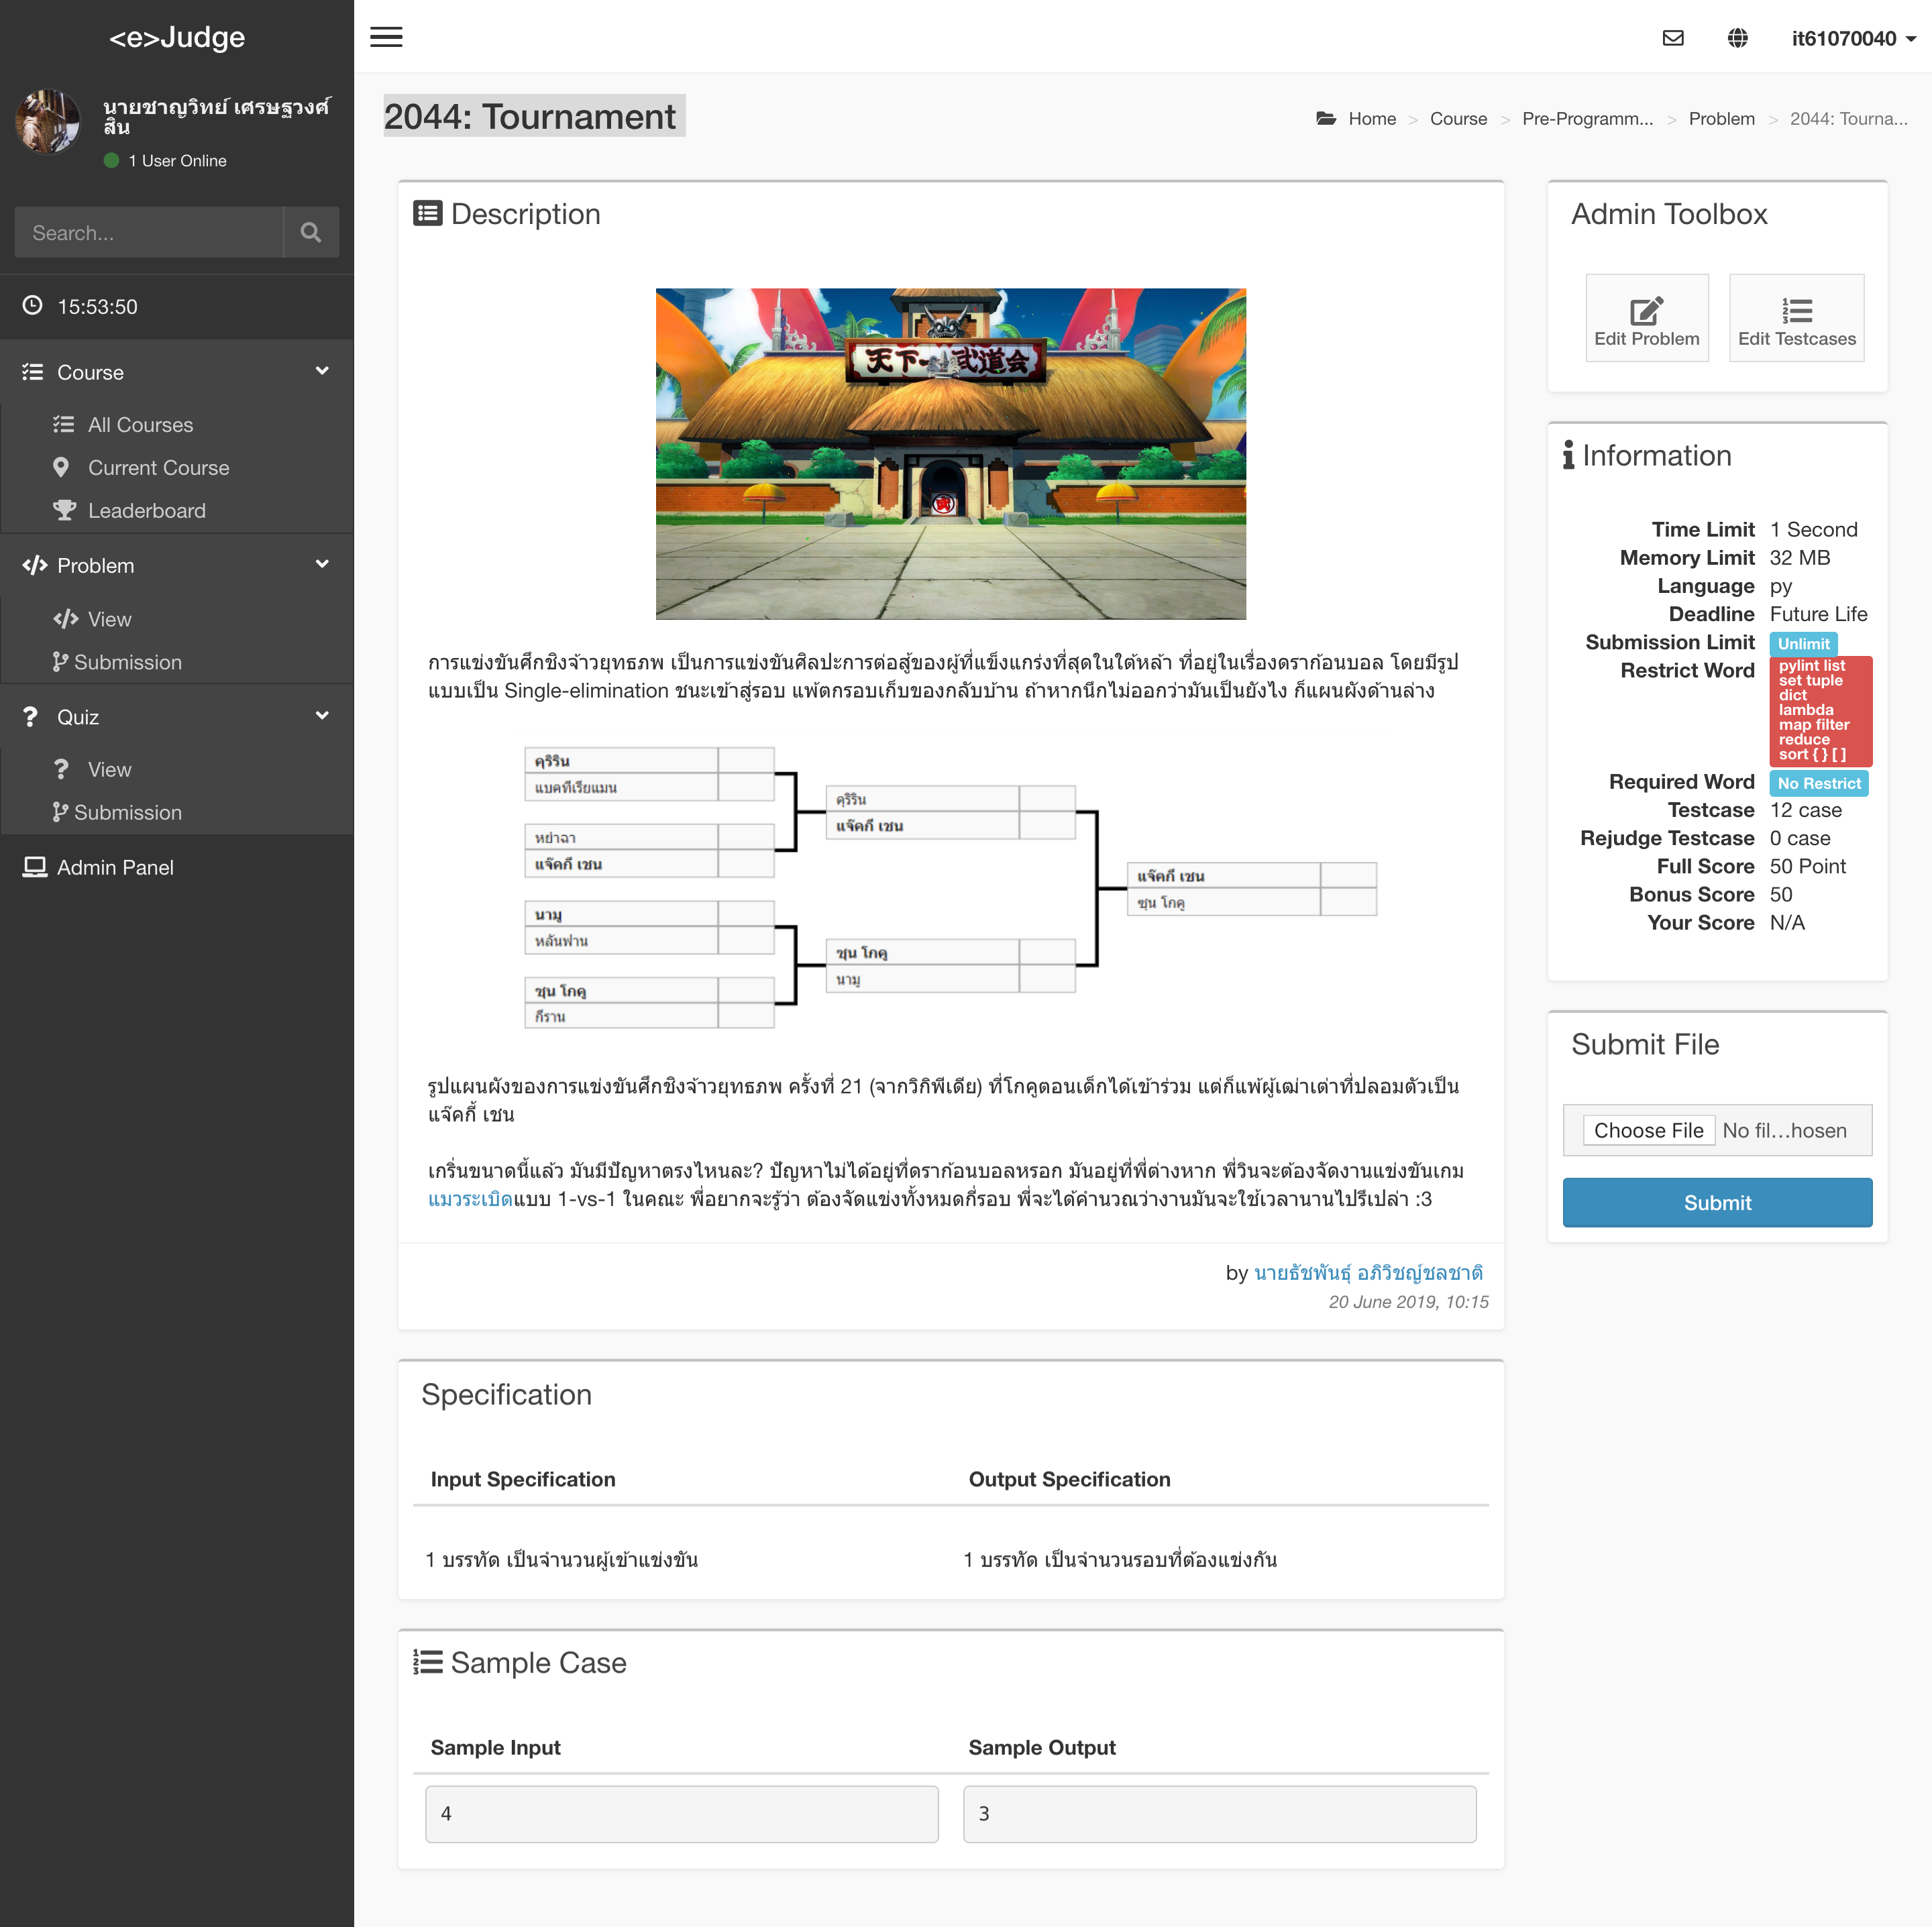 <e>Judge
it61070040
นายชาญวิทย์ เศรษฐวงศ์
สิน
1 User Online
Search...
15:53:50
Course
All Courses
Current Course
Leaderboard
Problem
View
Submission
Quiz
View
Submission
Admin Panel
2044: Tournament
Home > Course > Pre-Programm... > Problem > 2044: Tourna...
Description
天下一武道会
武
การแข่งขันศึกชิงจ้าวยุทธภพ เป็นการแข่งขันศิลปะการต่อสู้ของผู้ที่แข็งแกร่งที่สุดในใต้หล้า ที่อยู่ในเรื่องดราก้อนบอล โดยมีรูป
แบบเป็น Single-elimination ชนะเข้าสู่รอบ แพ้ตกรอบเก็บของกลับบ้าน ถ้าหากนึกไม่ออกว่ามันเป็นยังไง ก็แผนผังด้านล่าง
คุริริน
แบคทีเรียแมน
หยำฉา
แจ๊คกี เชน
นามู
หลันฟาน
ซุน โกคู
กีราน
คุริริน
แจ๊คกี เชน
ซุน โกคู
นามู
แจ๊คกี เชน
ซุน โกคู
รูปแผนผังของการแข่งขันศึกชิงจ้าวยุทธภพ ครั้งที่ 21 (จากวิกิพีเดีย) ที่โกคูตอนเด็กได้เข้าร่วม แต่ก็แพ้ผู้เฒ่าเต่าที่ปลอมตัวเป็น
แจ๊คกี้ เชน
เกริ่นขนาดนี้แล้ว มันมีปัญหาตรงไหนละ? ปัญหาไม่ได้อยู่ที่ดราก้อนบอลหรอก มันอยู่ที่พี่ต่างหาก พี่วินจะต้องจัดงานแข่งขันเกม
แมวระเบิดแบบ 1-vs-1 ในคณะ พี่อยากจะรู้ว่า ต้องจัดแข่งทั้งหมดกี่รอบ พี่จะได้คำนวณว่างานมันจะใช้เวลานานไปรึเปล่า :3
by นายธัชพันธุ์ อภิวิชญ์ชลชาติ
20 June 2019, 10:15
Specification
Input Specification
Output Specification
1 บรรทัด เป็นจำนวนผู้เข้าแข่งขัน
1 บรรทัด เป็นจำนวนรอบที่ต้องแข่งกัน
Sample Case
Sample Input
Sample Output
4
3
Admin Toolbox
Edit Problem
Edit Testcases
Information
Time Limit 1 Second
Memory Limit 32 MB
Language py
Deadline Future Life
Submission Limit Unlimit
Restrict Word pylint list
set tuple
dict
lambda
map filter
reduce
sort { } [ ]
Required Word No Restrict
Testcase 12 case
Rejudge Testcase 0 case
Full Score 50 Point
Bonus Score 50
Your Score N/A
Submit File
Choose File No fil...hosen
Submit